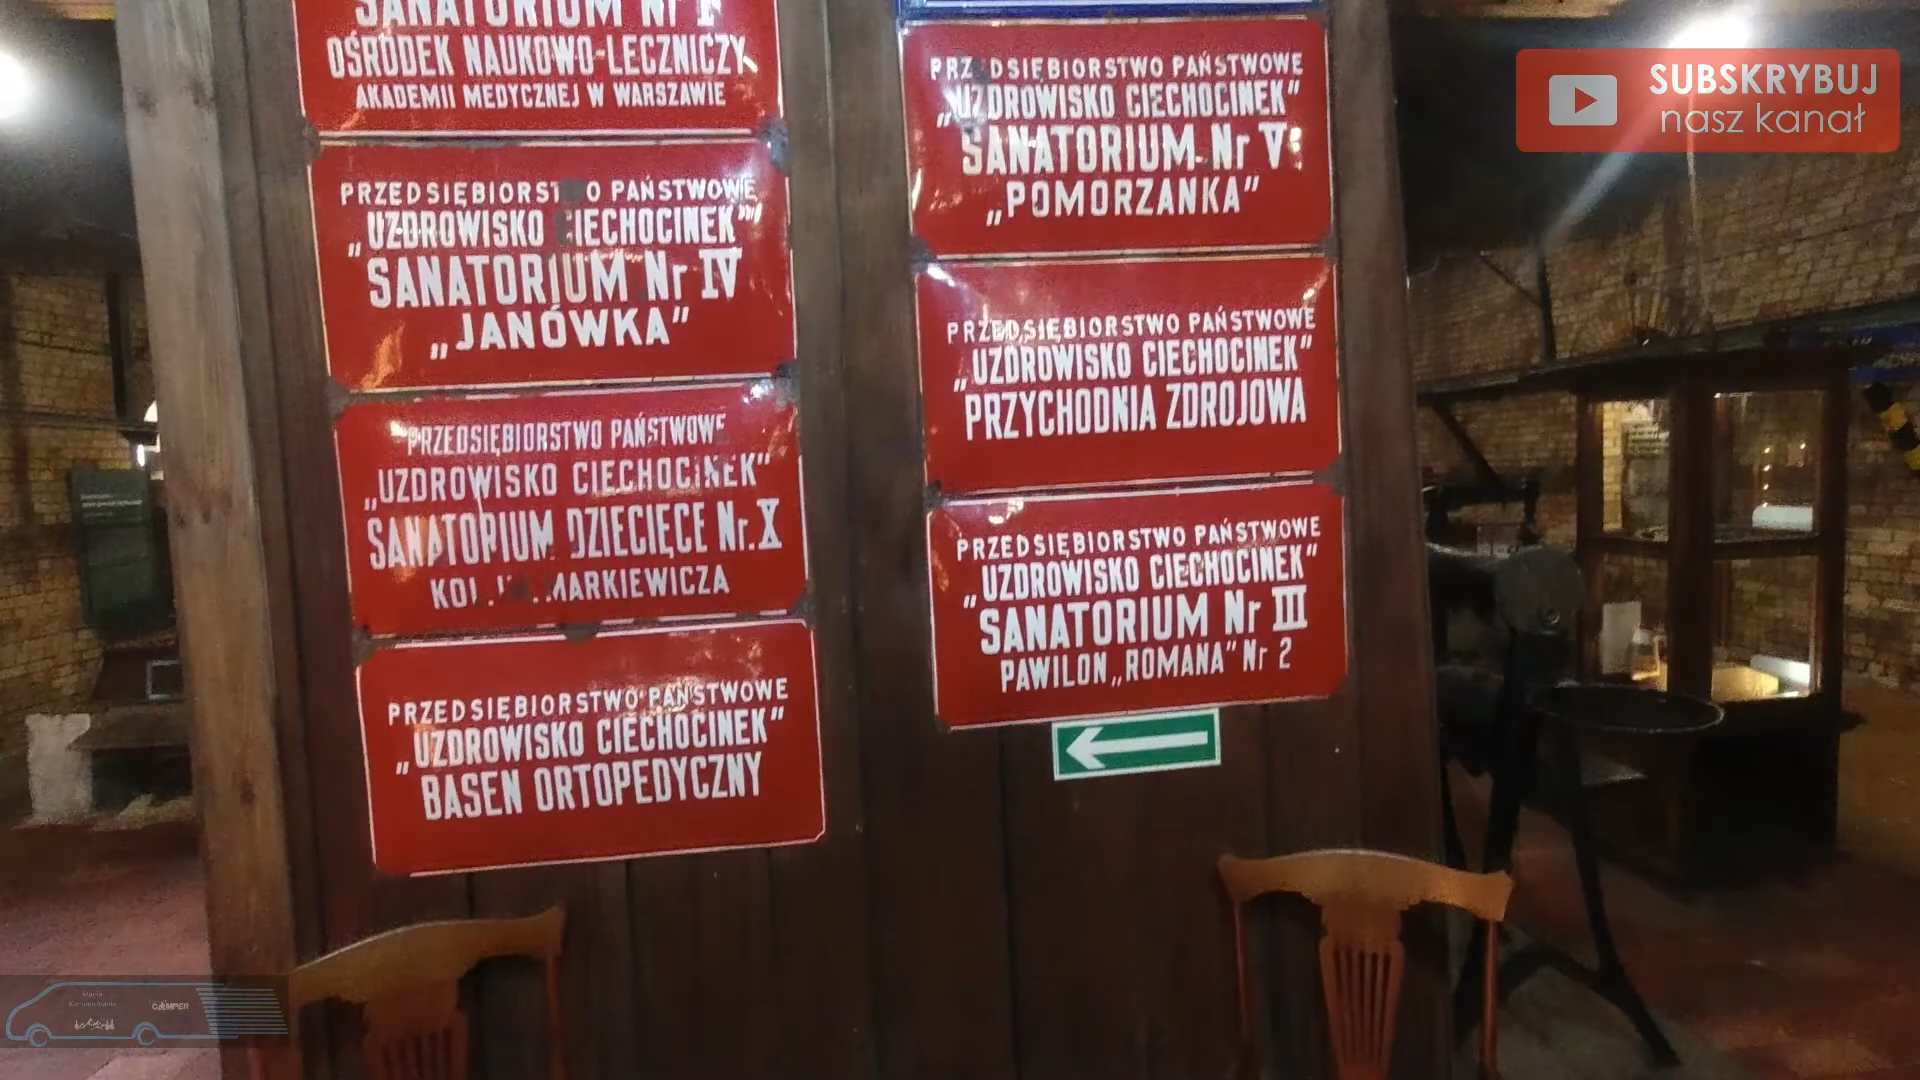 SANATORIUM Nr I
OŚRODEK NAUKOWO-LECZNICZY
AKADEMII MEDYCZNEJ W WARSZAWIE
PRZEDSIĘBIORST O PAŃSTWOWE
„UZDROWISKO CIECHOCINEK”
SANATORIUM Nr IV
„JANÓWKA”
PRZEDSIĘBIORSTWO PAŃSTWOWE
„UZDROWISKO CIECHOCINEK”
SANATORIUM DZIECIĘCE Nr.X
MARKIEWICZA
PRZEDSIĘBIORSTWO PAŃSTWOWE
„UZDROWISKO CIECHOCINEK”
BASEN ORTOPEDYCZNY
PRZEDSIĘBIORSTWO PAŃSTWOWE
„UZDROWISKO CIECHOCINEK”
SANATORIUM Nr
„POMORZANKA”
PRZEDSIĘBIORSTWO PAŃSTWOWE
„UZDROWISKO CIECHOCINEK”
PRZYCHODNIA ZDROJOWA
PRZEDSIĘBIORSTWO PAŃSTWOWE
„UZDROWISKO CIECHOCINEK”
SANATORIUM Nr III
PAWILON „ROMANA” Nr 2
SUBSKRYBUJ
nasz kanał
CAMPER